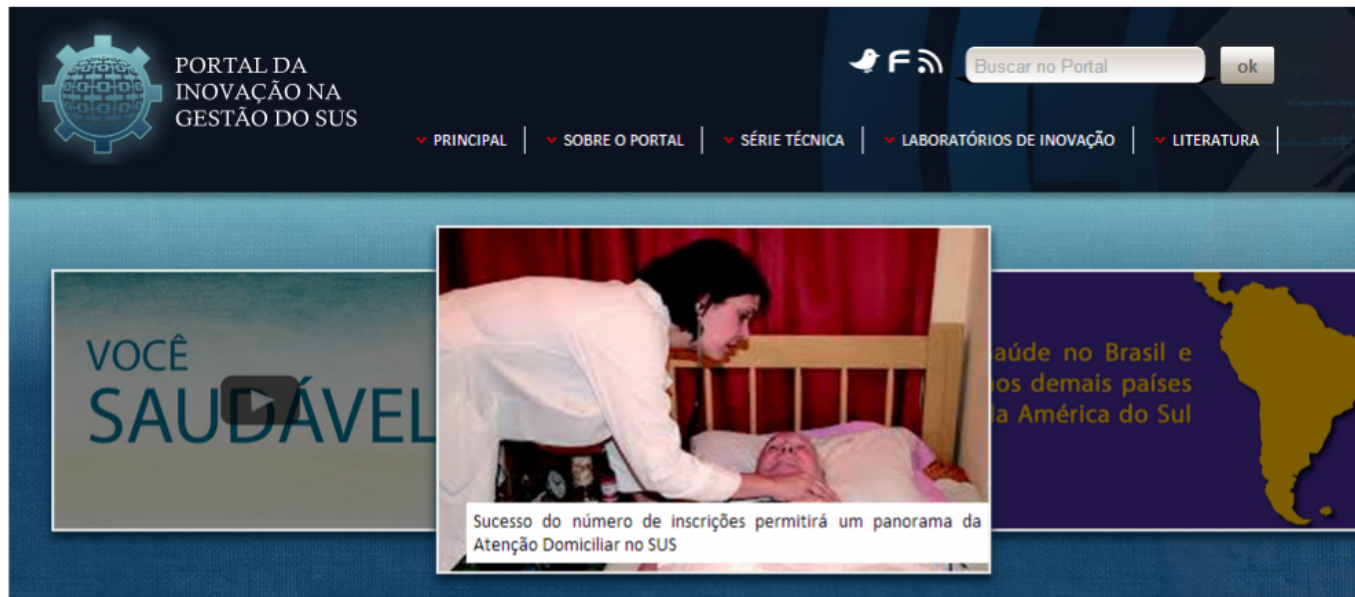 PORTAL DA
INOVAÇÃO NA
GESTÃO DO SUS
Buscar no Portal
ok
PRINCIPAL
SOBRE O PORTAL
SÉRIE TÉCNICA
LABORATÓRIOS DE INOVAÇÃO
LITERATURA
VOCÊ
SAUDÁVEL
Sucesso do número de inscrições permitirá um panorama da
Atenção Domiciliar no SUS
no Brasil e
demais países
América do Sul